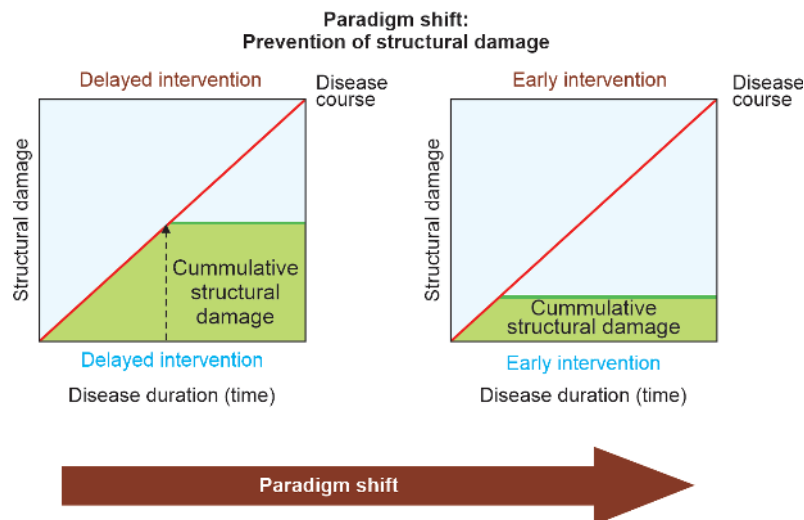 Paradigm shift:
Prevention of structural damage
Delayed intervention
Disease
course
Structural damage
Cummulative
structural
damage
Delayed intervention
Disease duration (time)
Early intervention
Disease
course
Structural damage
Cummulative
structural damage
Early intervention
Disease duration (time)
Paradigm shift